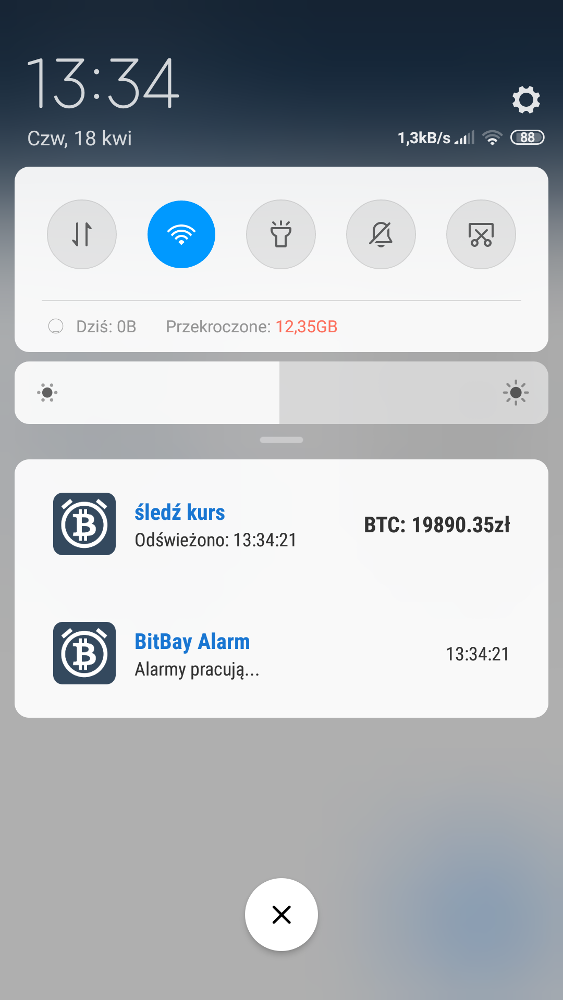 13:34
Czw, 18 kwi
1,3kB/s 88
Dziś: 0B Przekroczone: 12,35GB
śledź kurs
Odświeżono: 13:34:21
BTC: 19890.35zł
BitBay Alarm
Alarmy pracują...
13:34:21